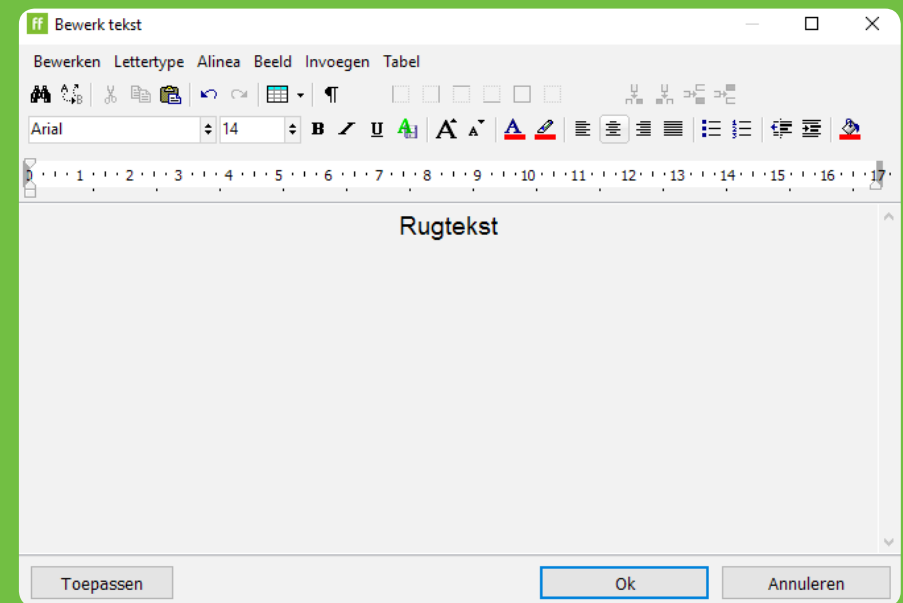 ff Bewerk tekst
Bewerken Lettertype Alinea Beeld Invoegen Tabel
Arial 14 B I U A A A A
0 1 2 3 4 5 6 7 8 9 10 11 12 13 14 15 16 17
Rugtekst
Toepassen Ok Annuleren